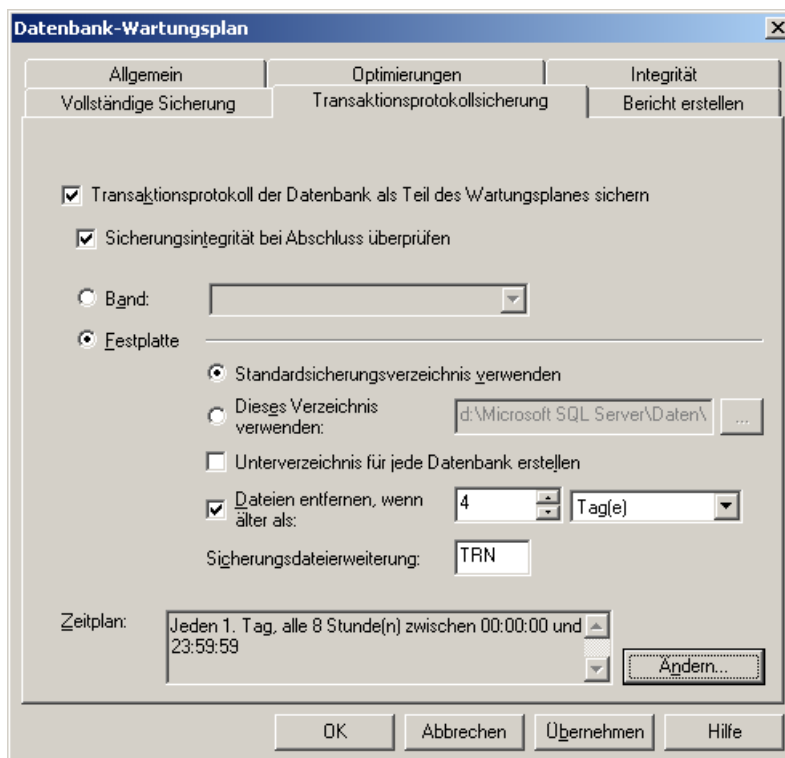 Datenbank-Wartungsplan
Allgemein
Optimierungen
Integrität
Vollständige Sicherung
Transaktionsprotokollsicherung
Bericht erstellen
Transaktionsprotokoll der Datenbank als Teil des Wartungsplanes sichern
Sicherungsintegrität bei Abschluss überprüfen
Band:
Festplatte
Standardsicherungsverzeichnis verwenden
Dieses Verzeichnis
verwenden:
d:\Microsoft SQL Server\Daten\
...
Unterverzeichnis für jede Datenbank erstellen
Dateien entfernen, wenn
älter als:
4
Tag(e)
Sicherungsdateierweiterung:
TRN
Zeitplan:
Jeden 1. Tag, alle 8 Stunde(n) zwischen 00:00:00 und
23:59:59
Ändern...
OK
Abbrechen
Übernehmen
Hilfe